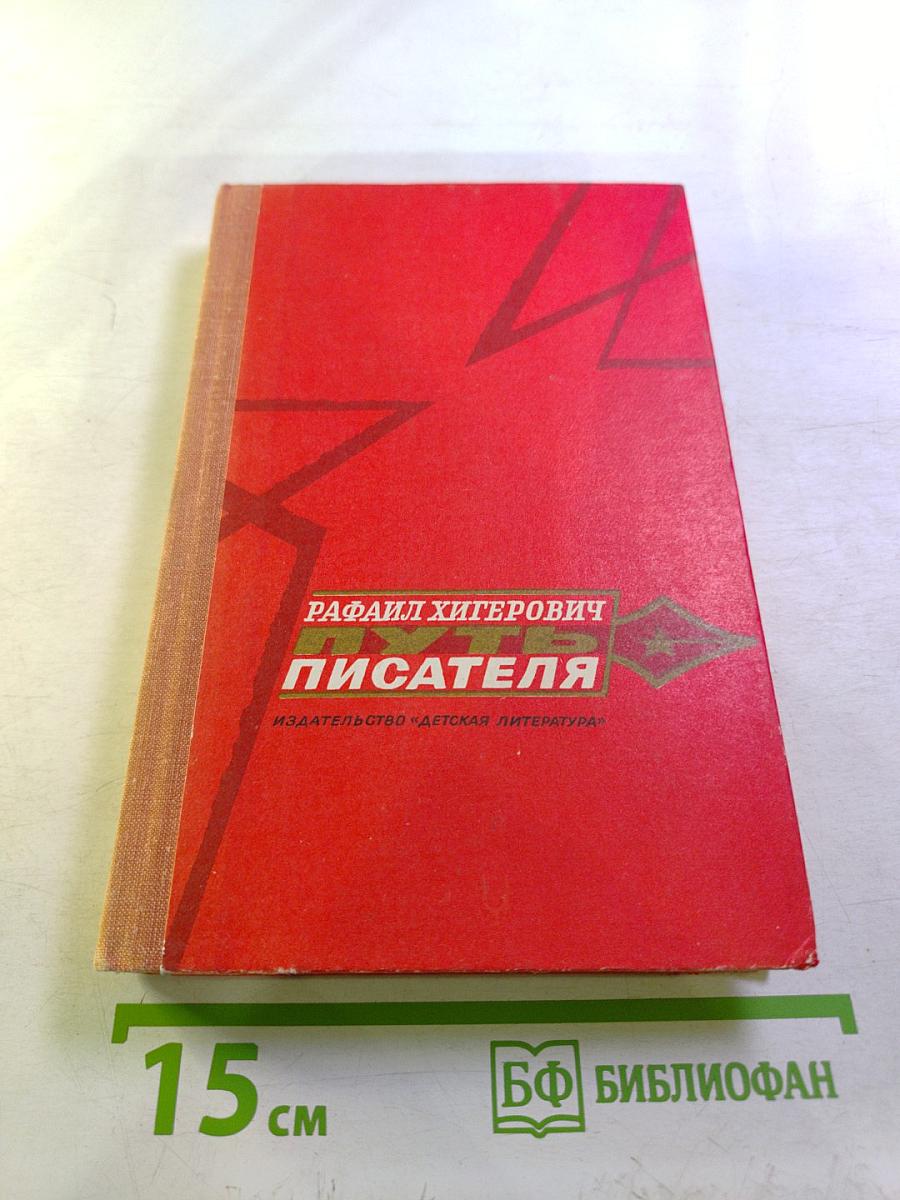 РАФАИЛ ХИГЕРОВИЧ
ПУТЬ
ПИСАТЕЛЯ
ИЗДАТЕЛЬСТВО «ДЕТСКАЯ ЛИТЕРАТУРА»
15 см
БФ БИБЛИОФАН